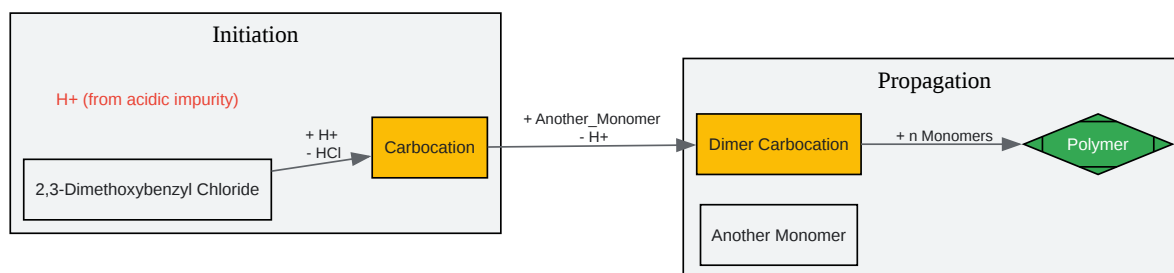 Initiation
H+ (from acidic impurity)
+ H+
- HCl
2,3-Dimethoxybenzyl Chloride
Carbocation
+ Another_Monomer
- H+
Propagation
Dimer Carbocation
+ n Monomers
Polymer
Another Monomer